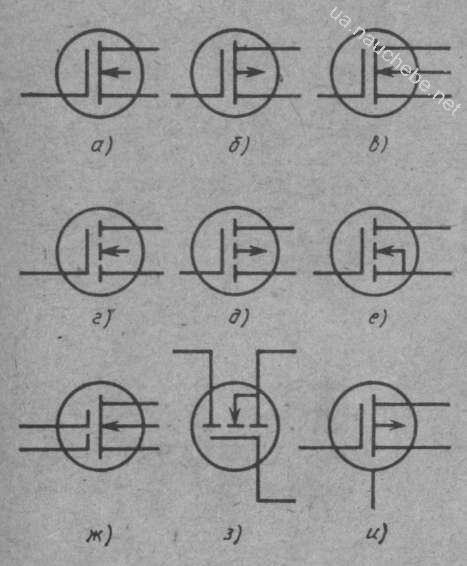 ua.nauchebe.net
а) б) в)
г) д) е)
ж) з) и)